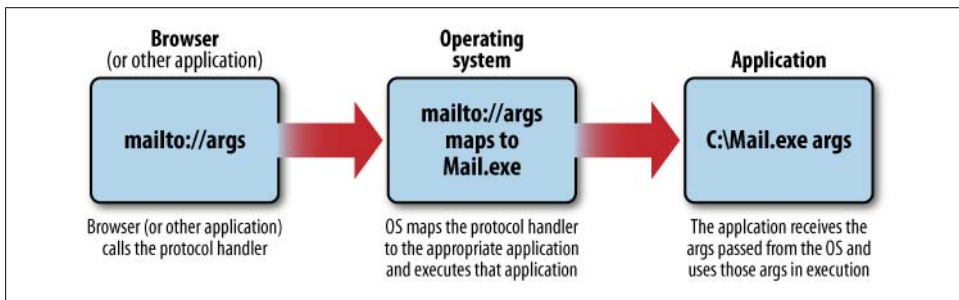 Browser
(or other application)
mailto://args
Browser (or other application)
calls the protocol handler
Operating
system
mailto://args
maps to
Mail.exe
OS maps the protocol handler
to the appropriate application
and executes that application
Application
C:\Mail.exe args
The applcation receives the
args passed from the OS and
uses those args in execution